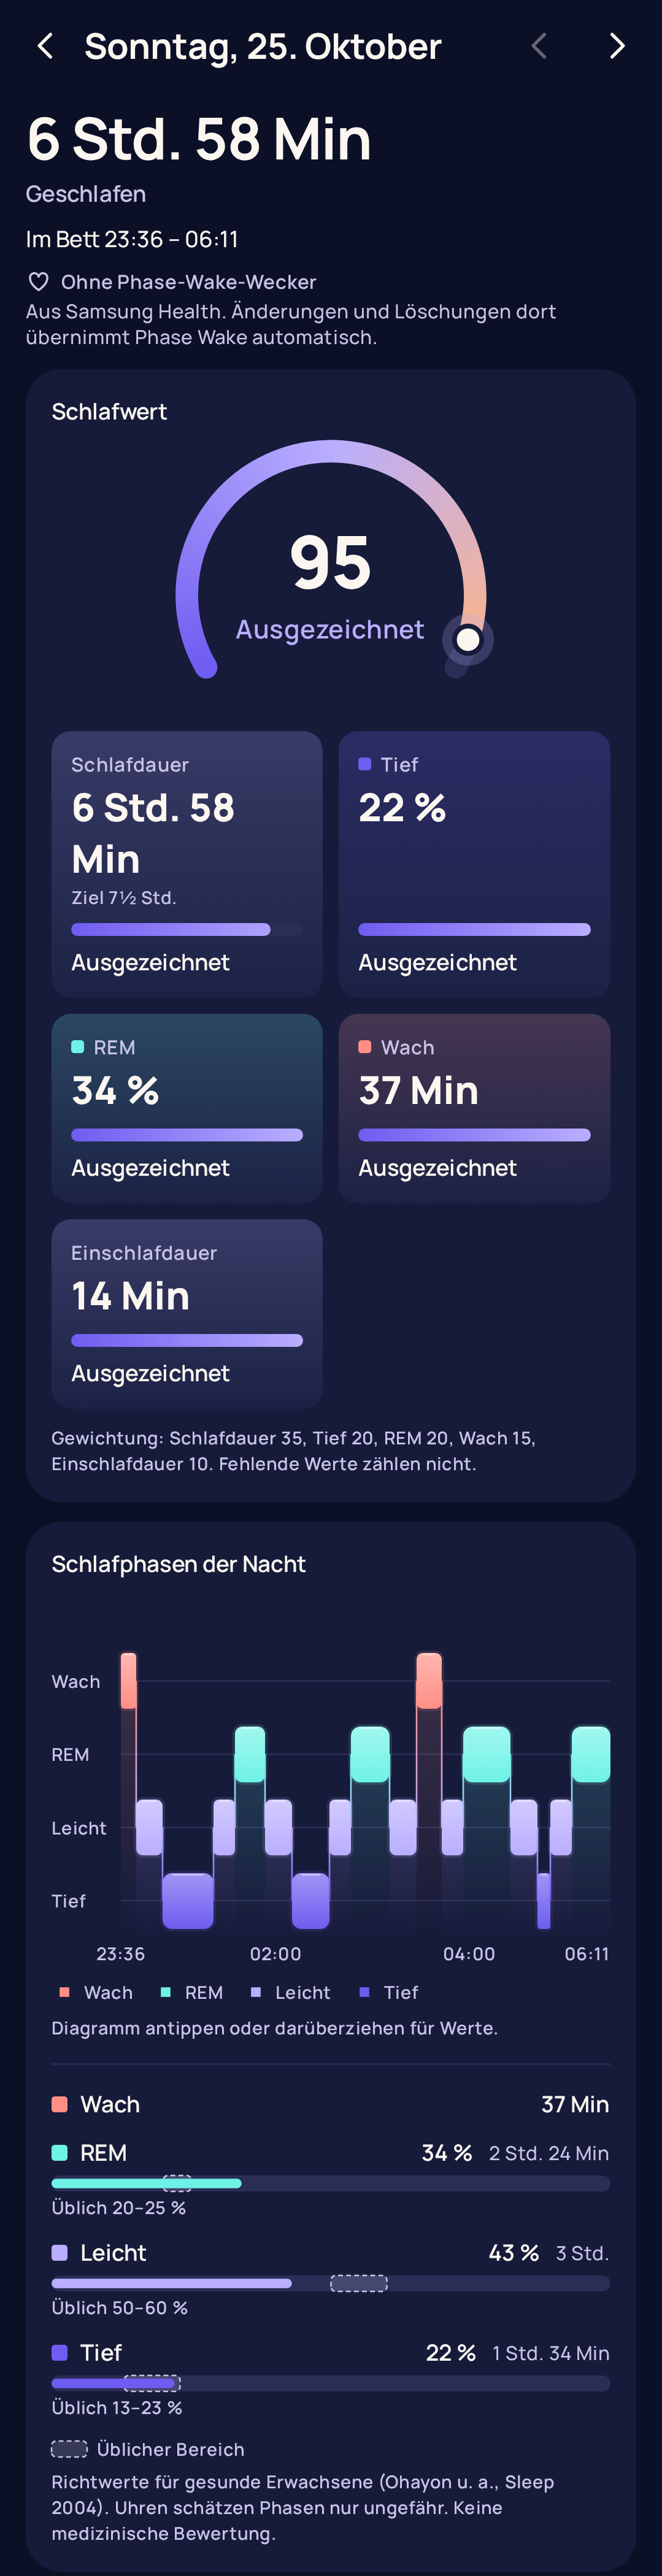 Sonntag, 25. Oktober
6 Std. 58 Min
Geschlafen
Im Bett 23:36 – 06:11
Ohne Phase-Wake-Wecker
Aus Samsung Health. Änderungen und Löschungen dort
übernimmt Phase Wake automatisch.
Schlafwert
95
Ausgezeichnet
Schlafdauer
6 Std. 58
Min
Ziel 7½ Std.
Ausgezeichnet
Tief
22 %
Ausgezeichnet
REM
34 %
Ausgezeichnet
Wach
37 Min
Ausgezeichnet
Einschlafdauer
14 Min
Ausgezeichnet
Gewichtung: Schlafdauer 35, Tief 20, REM 20, Wach 15,
Einschlafdauer 10. Fehlende Werte zählen nicht.
Schlafphasen der Nacht
Wach
REM
Leicht
Tief
23:36 02:00 04:00 06:11
Wach REM Leicht Tief
Diagramm antippen oder darüberziehen für Werte.
Wach 37 Min
REM 34 % 2 Std. 24 Min
Üblich 20–25 %
Leicht 43 % 3 Std.
Üblich 50–60 %
Tief 22 % 1 Std. 34 Min
Üblich 13–23 %
Üblicher Bereich
Richtwerte für gesunde Erwachsene (Ohayon u. a., Sleep
2004). Uhren schätzen Phasen nur ungefähr. Keine
medizinische Bewertung.